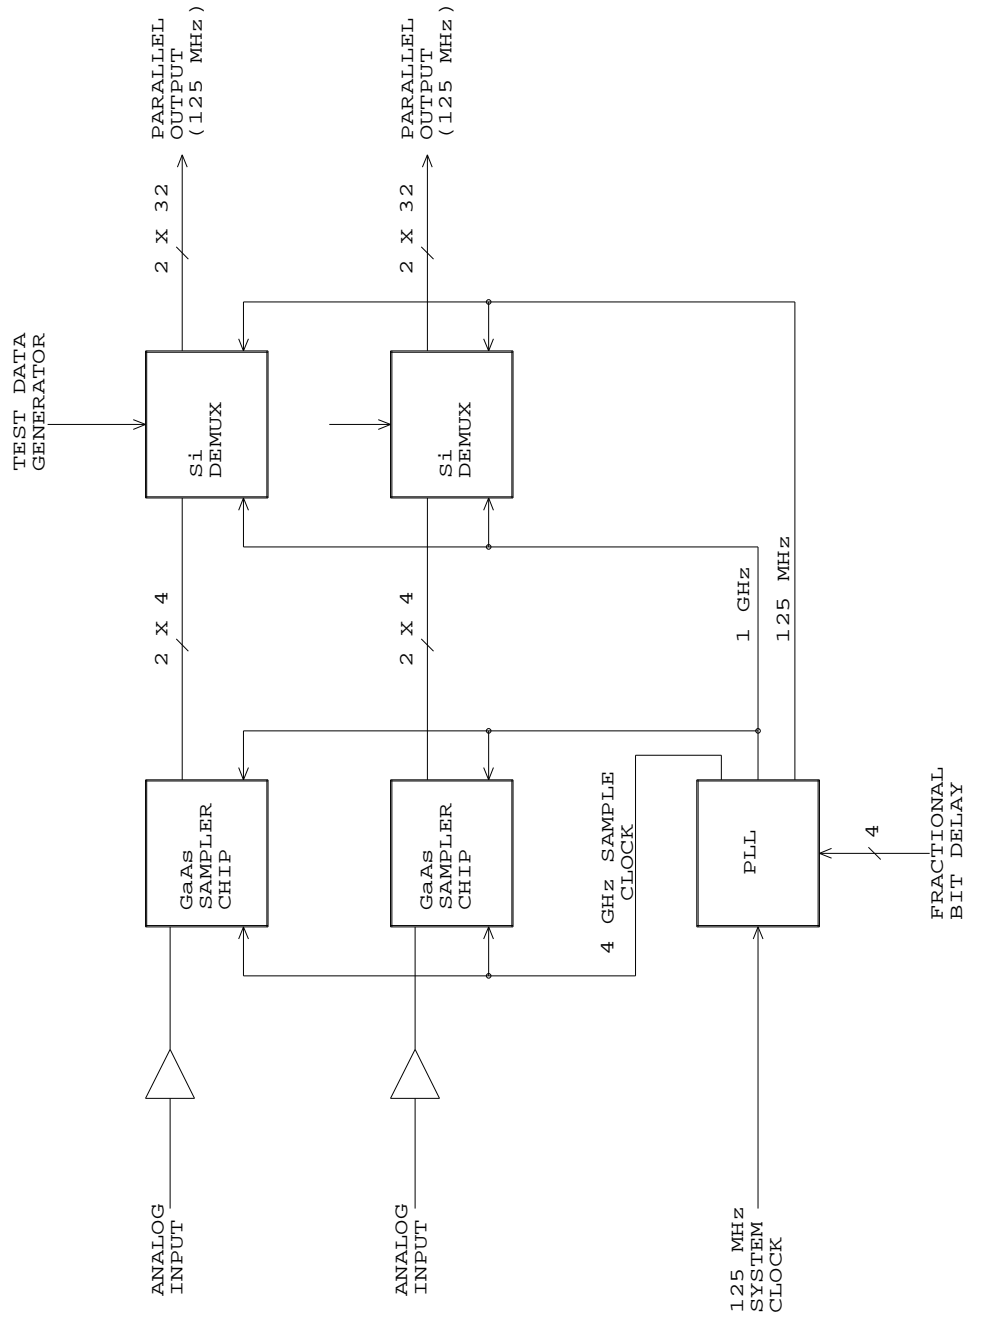 TEST DATA
GENERATOR
ANALOG
INPUT
GaAs
SAMPLER
CHIP
2 X 4
Si
DEMUX
2 X 32
PARALLEL
OUTPUT
(125 MHz)
ANALOG
INPUT
GaAs
SAMPLER
CHIP
2 X 4
Si
DEMUX
2 X 32
PARALLEL
OUTPUT
(125 MHz)
4 GHz SAMPLE
CLOCK
125 MHz
SYSTEM
CLOCK
PLL
1 GHz
125 MHz
4
FRACTIONAL
BIT DELAY